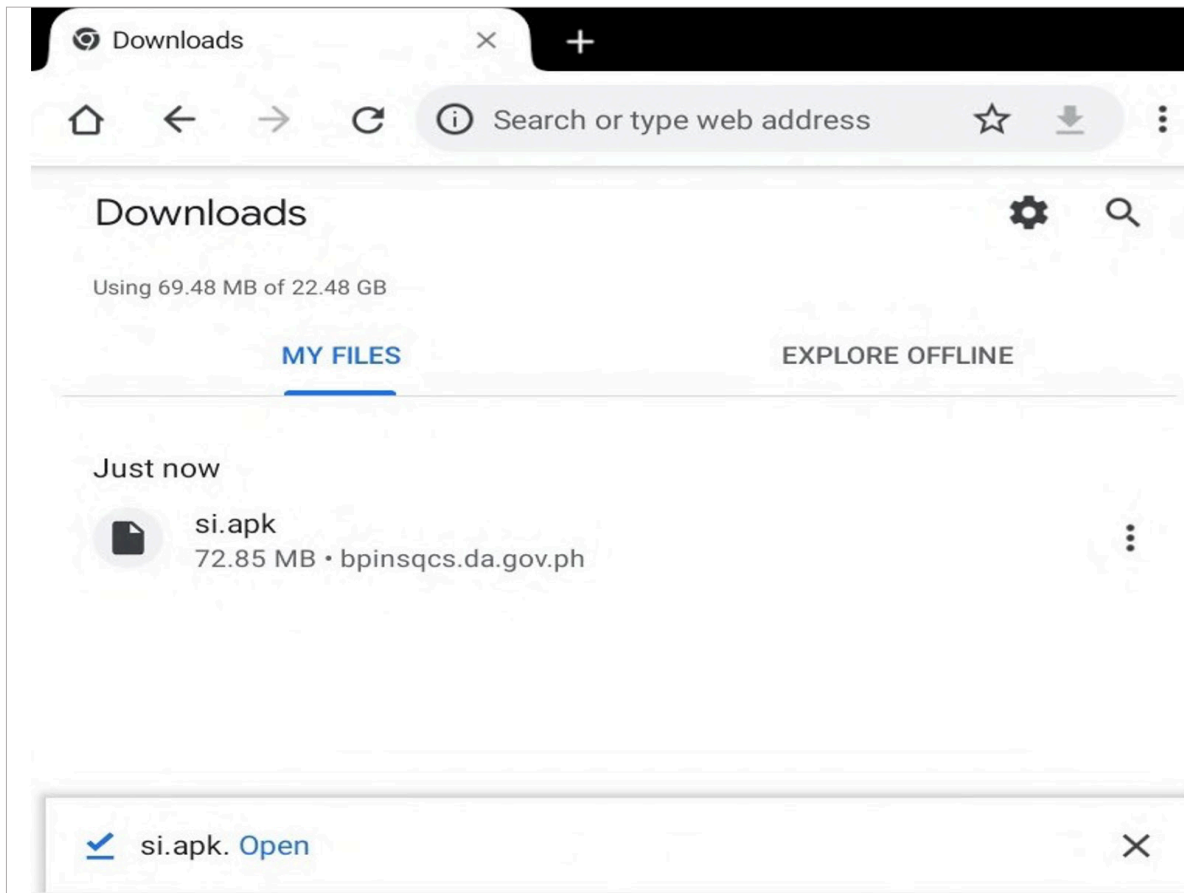 Downloads
Search or type web address
Downloads
Using 69.48 MB of 22.48 GB
MY FILES
EXPLORE OFFLINE
Just now
si.apk
72.85 MB • bpinsqcs.da.gov.ph
si.apk. Open